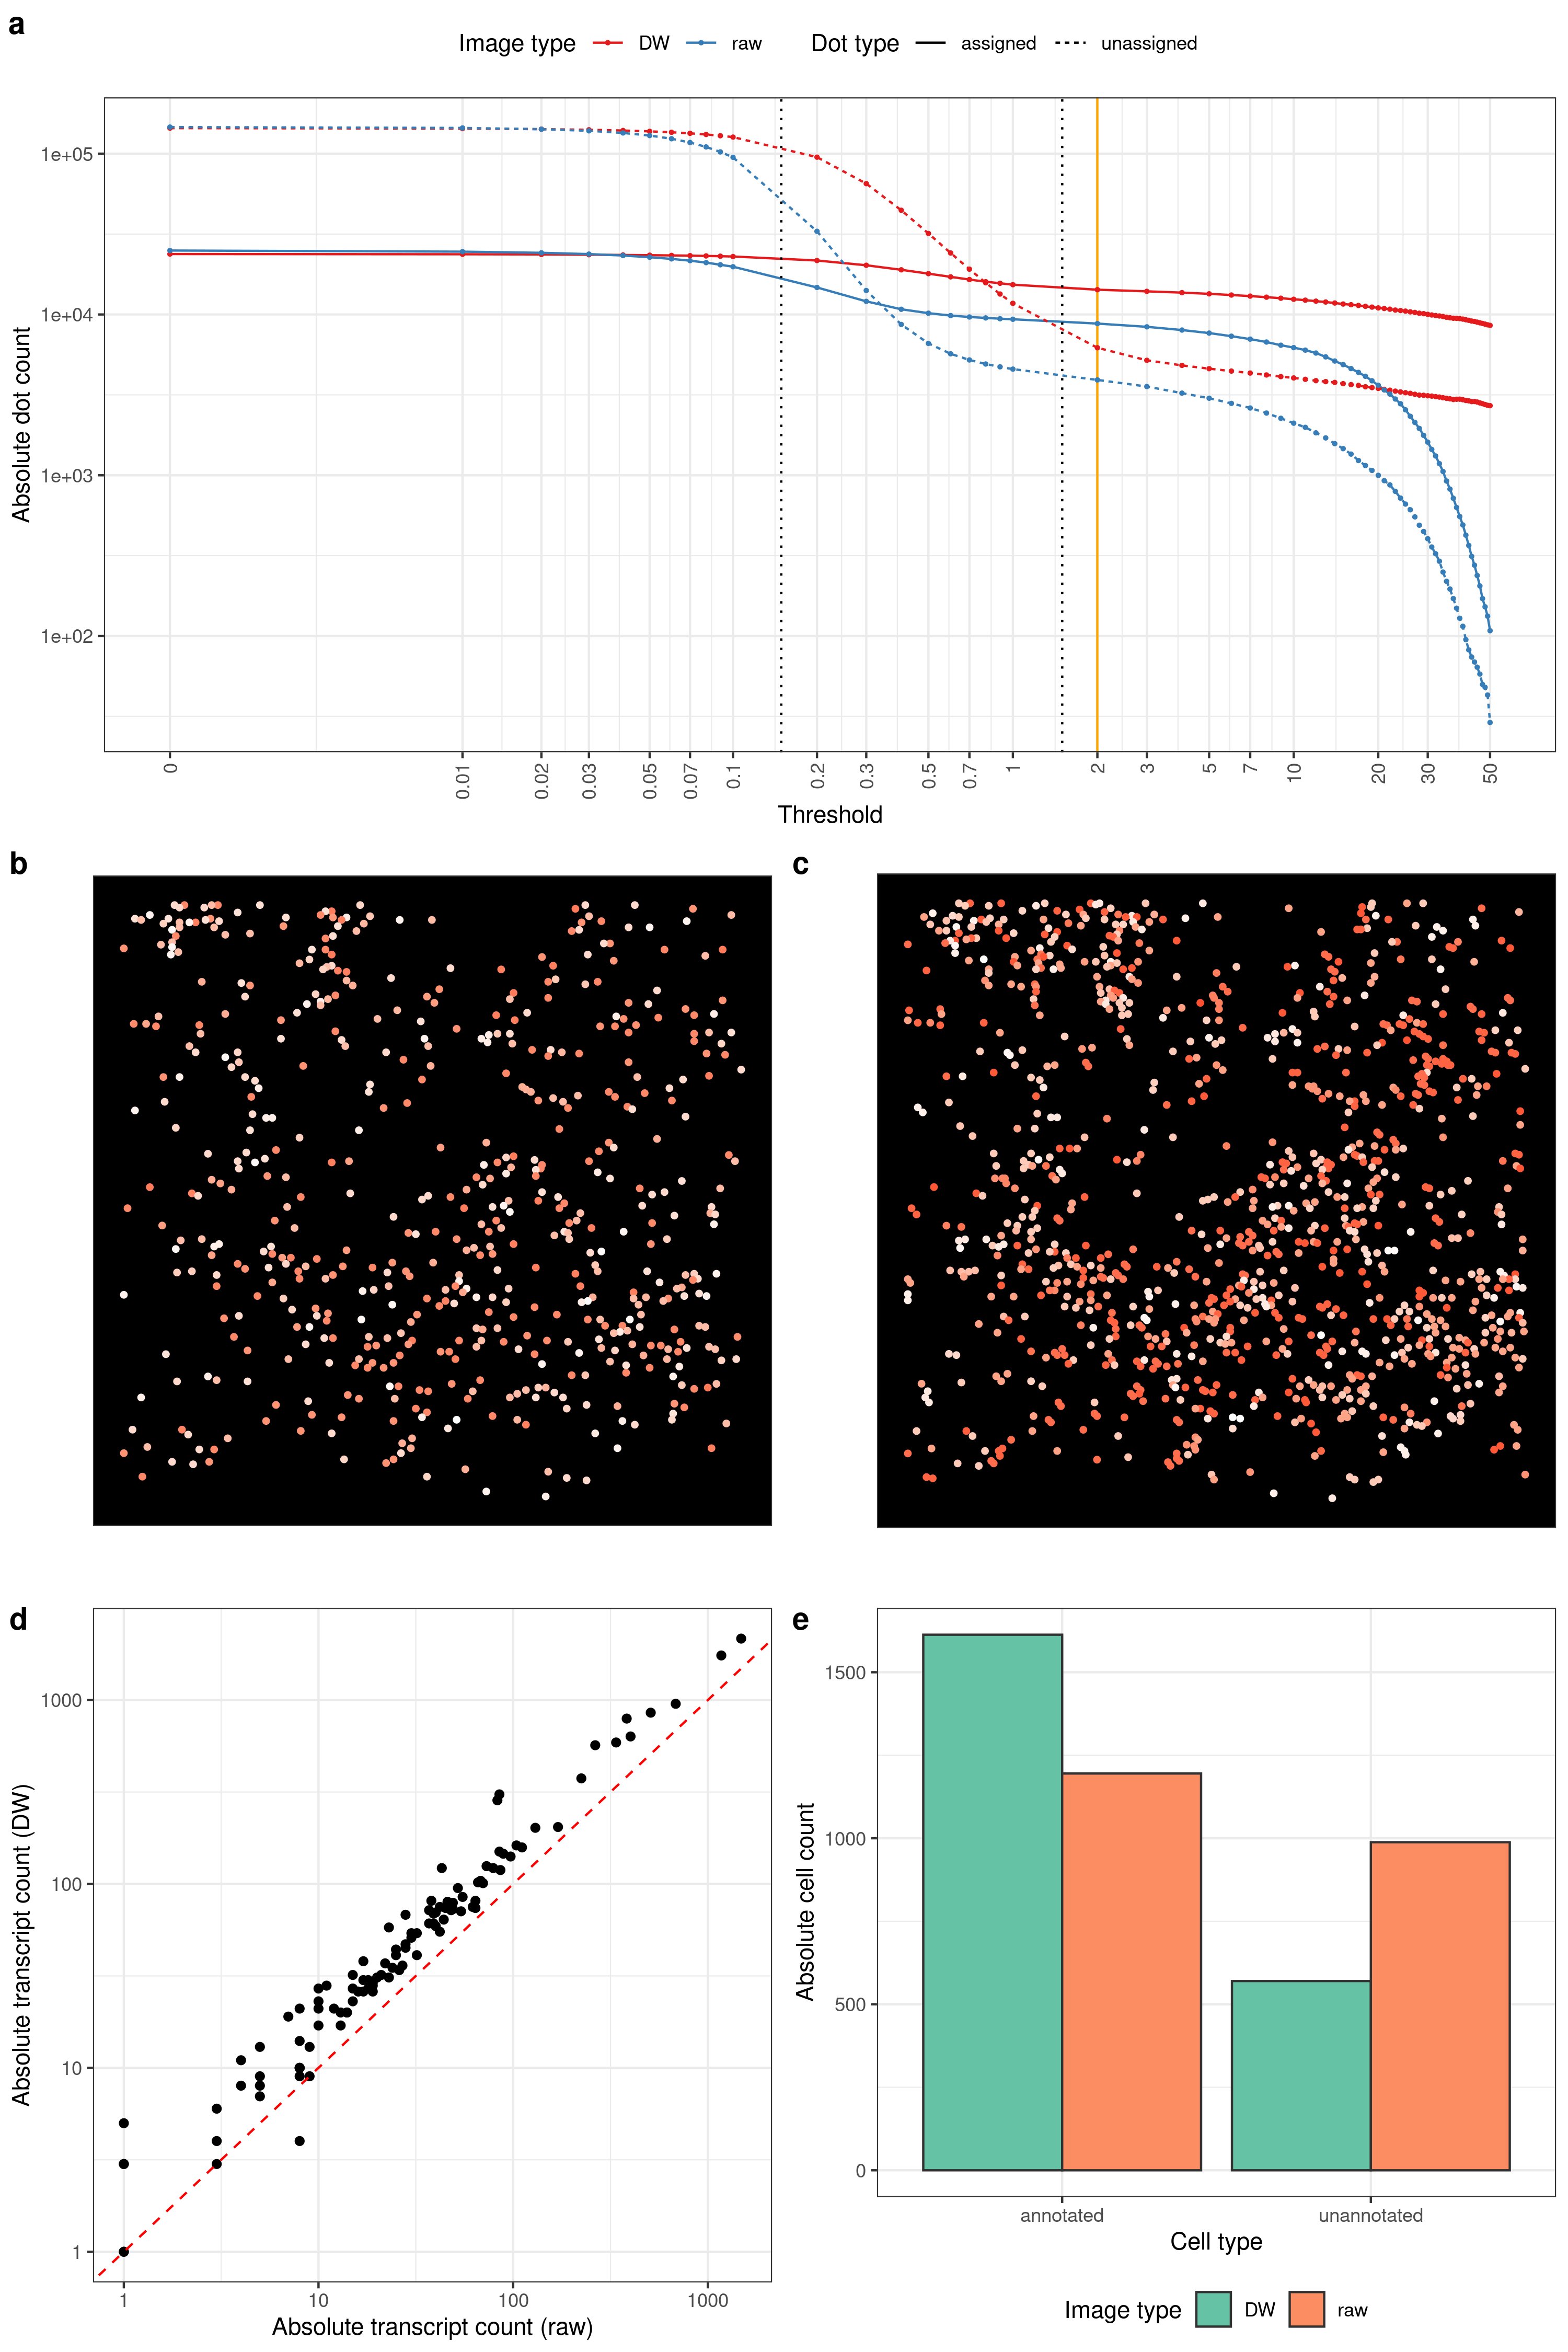 a
Image type DW raw Dot type assigned unassigned
Absolute dot count
1e+05
1e+04
1e+03
1e+02
0 0.01 0.02 0.03 0.05 0.07 0.1 0.2 0.3 0.5 0.7 1 2 3 5 7 10 20 30 50
Threshold
b
c
d
Absolute transcript count (DW)
1000
100
10
1
1 10 100 1000
Absolute transcript count (raw)
e
Absolute cell count
1500
1000
500
0
annotated unannotated
Cell type
Image type DW raw